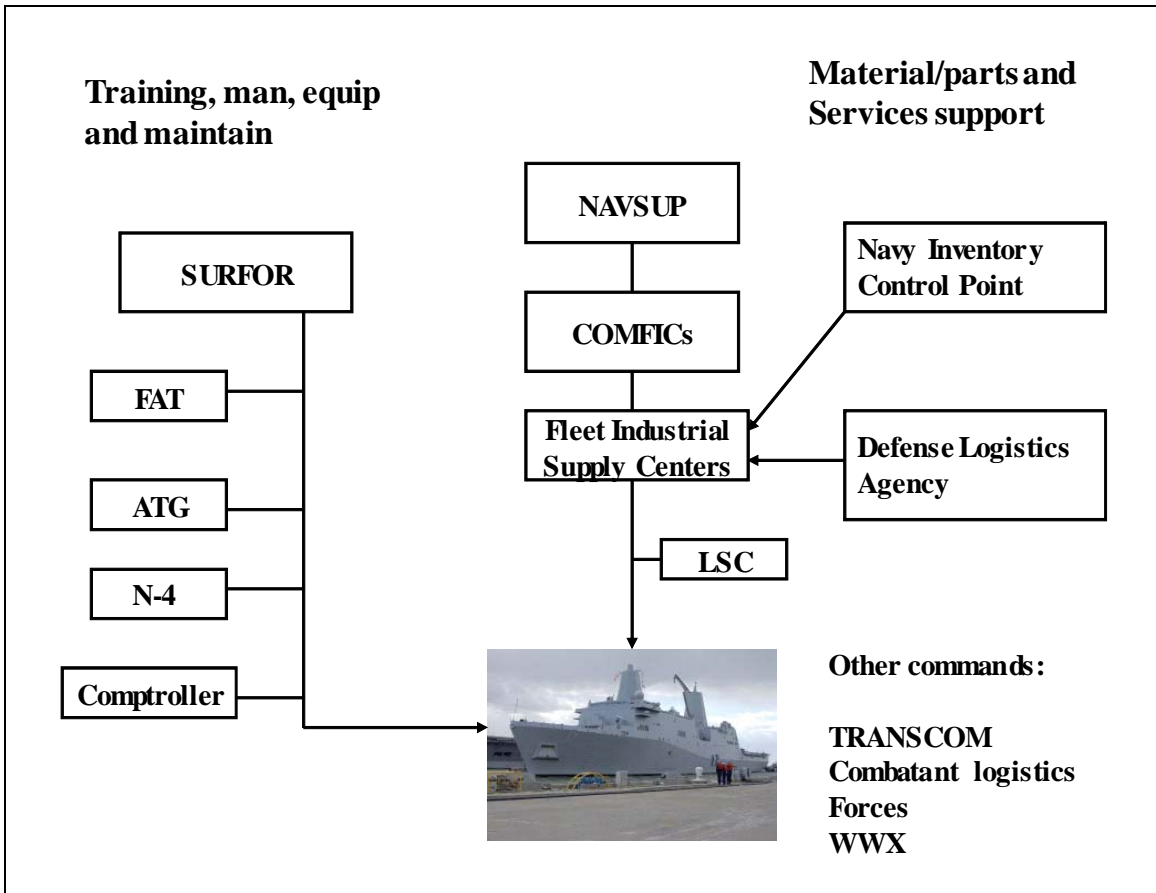 Training, man, equip
and maintain
Material/parts and
Services support
NAVSUP
SURFOR
Navy Inventory
Control Point
COMFICs
FAT
Fleet Industrial
Supply Centers
Defense Logistics
Agency
ATG
LSC
N-4
Comptroller
Other commands:
TRANSCOM
Combatant logistics
Forces
WWX